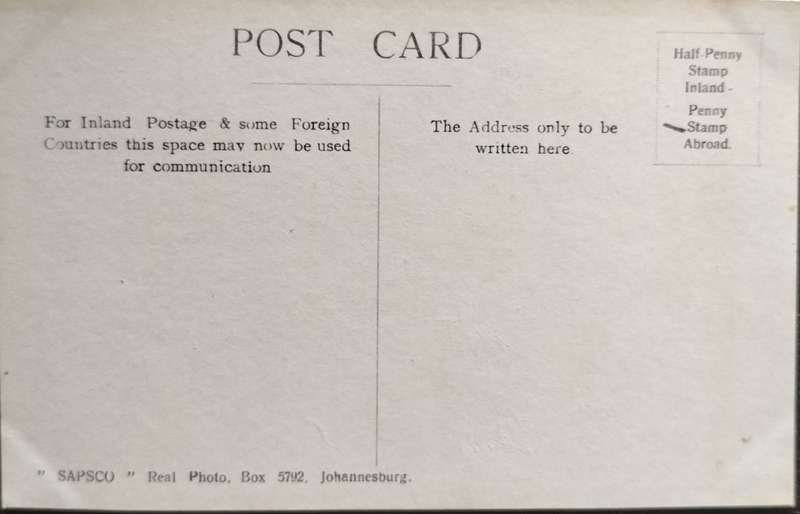 POST CARD
Half-Penny
Stamp
Inland -
Penny
Stamp
Abroad.
For Inland Postage & some Foreign
Countries this space may now be used
for communication
The Address only to be
written here
" SAPSCO " Real Photo, Box 5792, Johannesburg.